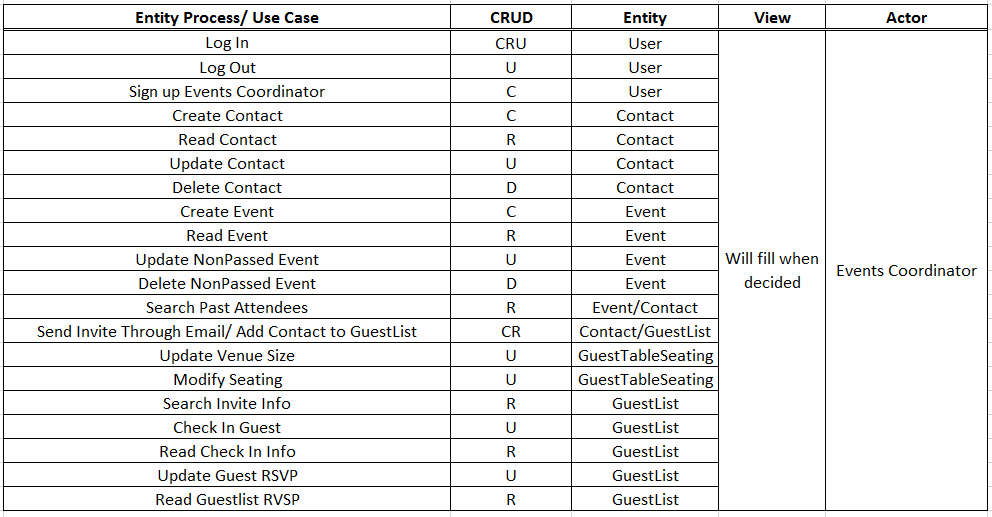 Entity Process/ Use Case CRUD Entity View Actor
Log In CRU User
Log Out U User
Sign up Events Coordinator C User
Create Contact C Contact
Read Contact R Contact
Update Contact U Contact
Delete Contact D Contact
Create Event C Event
Read Event R Event
Update NonPassed Event U Event
Delete NonPassed Event D Event
Search Past Attendees R Event/Contact
Send Invite Through Email/ Add Contact to GuestList CR Contact/GuestList
Update Venue Size U GuestTableSeating
Modify Seating U GuestTableSeating
Search Invite Info R GuestList
Check In Guest U GuestList
Read Check In Info R GuestList
Update Guest RSVP U GuestList
Read Guestlist RVSP R GuestList
Will fill when
decided
Events Coordinator